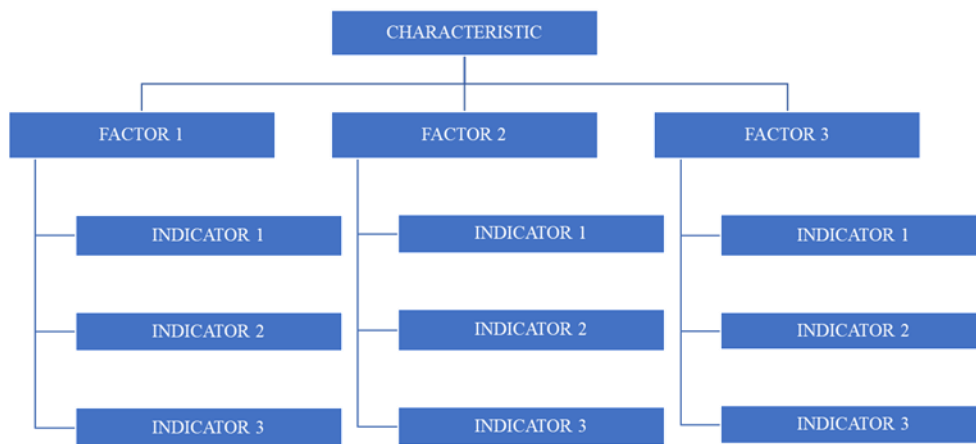 CHARACTERISTIC
FACTOR 1
FACTOR 2
FACTOR 3
INDICATOR 1
INDICATOR 1
INDICATOR 1
INDICATOR 2
INDICATOR 2
INDICATOR 2
INDICATOR 3
INDICATOR 3
INDICATOR 3